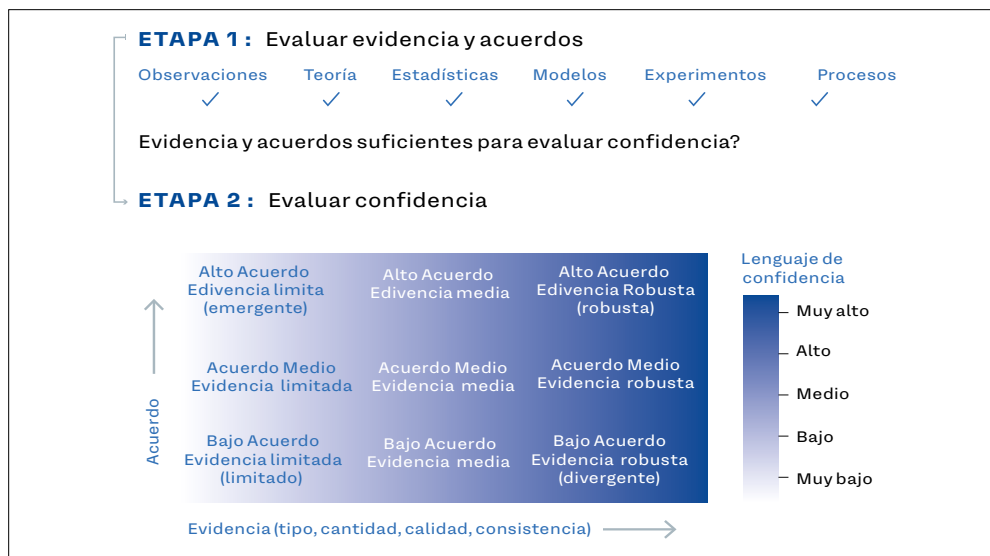 ETAPA 1: Evaluar evidencia y acuerdos
Observaciones Teoría Estadísticas Modelos Experimentos Procesos
Evidencia y acuerdos suficientes para evaluar confidencia?
ETAPA 2: Evaluar confidencia
Alto Acuerdo
Edivencia limita
(emergente)
Alto Acuerdo
Edivencia media
Alto Acuerdo
Edivencia Robusta
(robusta)
Acuerdo Medio
Evidencia limitada
Acuerdo Medio
Evidencia media
Acuerdo Medio
Evidencia robusta
Bajo Acuerdo
Evidencia limitada
(limitado)
Bajo Acuerdo
Evidencia media
Bajo Acuerdo
Evidencia robusta
(divergente)
Acuerdo
Evidencia (tipo, cantidad, calidad, consistencia)
Lenguaje de
confidencia
Muy alto
Alto
Medio
Bajo
Muy bajo